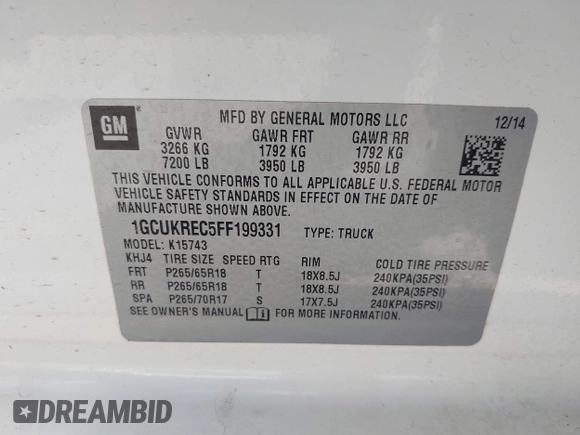 GM
MFD BY GENERAL MOTORS LLC 12/14
GVWR GAWR FRT GAWR RR
3266 KG 1792 KG 1792 KG
7200 LB 3950 LB 3950 LB
THIS VEHICLE CONFORMS TO ALL APPLICABLE U.S. FEDERAL MOTOR
VEHICLE SAFETY STANDARDS IN EFFECT ON THE DATE OF
MANUFACTURE SHOWN ABOVE.
1GCUKREC5FF199331 TYPE: TRUCK
MODEL: K15743
KHJ4 TIRE SIZE SPEED RTG RIM COLD TIRE PRESSURE
FRT P265/65R18 T 18X8.5J 240KPA(35PSI)
RR P265/65R18 T 18X8.5J 240KPA(35PSI)
SPA P265/70R17 S 17X7.5J 240KPA(35PSI)
SEE OWNER'S MANUAL FOR MORE INFORMATION.
DREAMBID